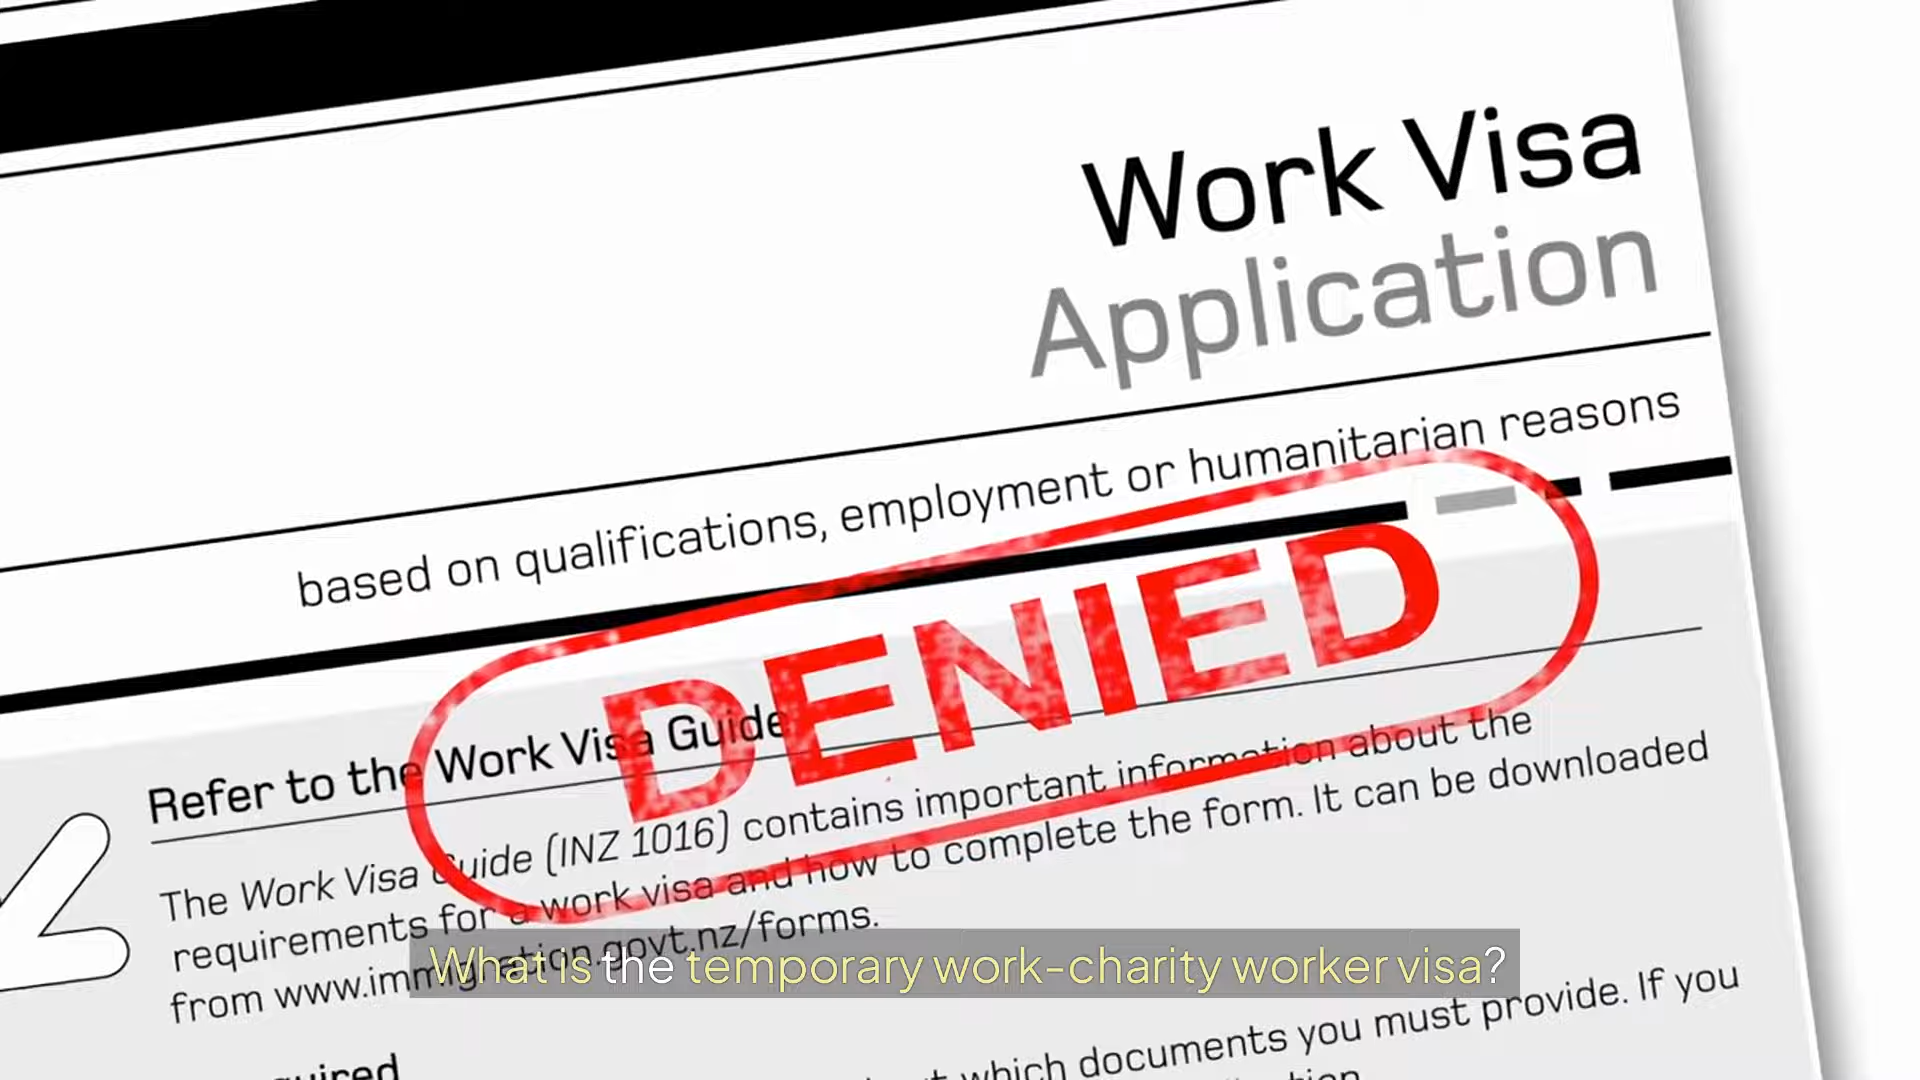 Work Visa
Application
based on qualifications, employment or humanitarian reasons
DENIED
Refer to the Work Visa Guide
The Work Visa Guide (INZ 1016) contains important information about the
requirements for a work visa and how to complete the form. It can be downloaded
from www.immigration.govt.nz/forms.
What is the temporary work-charity worker visa?
which documents you must provide. If you